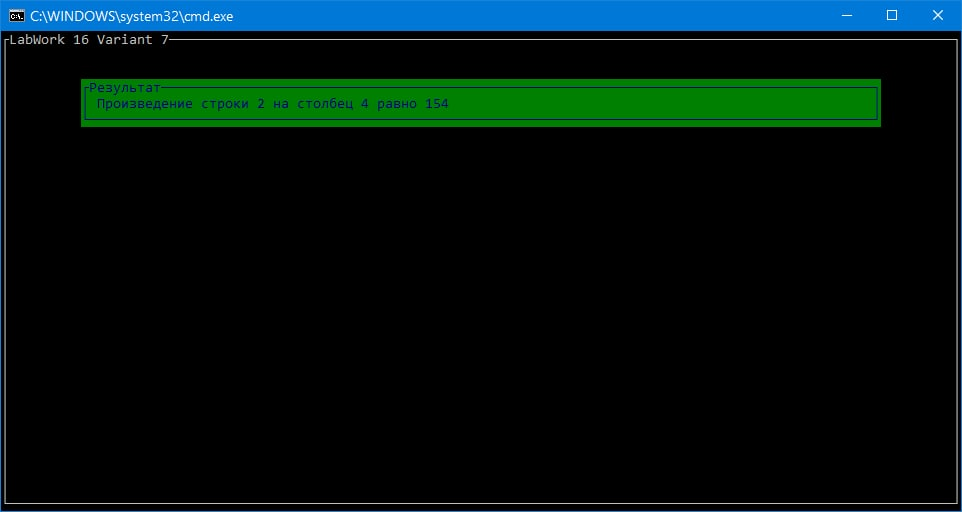 C:\WINDOWS\system32\cmd.exe
LabWork 16 Variant 7
Результат
Произведение строки 2 на столбец 4 равно 154